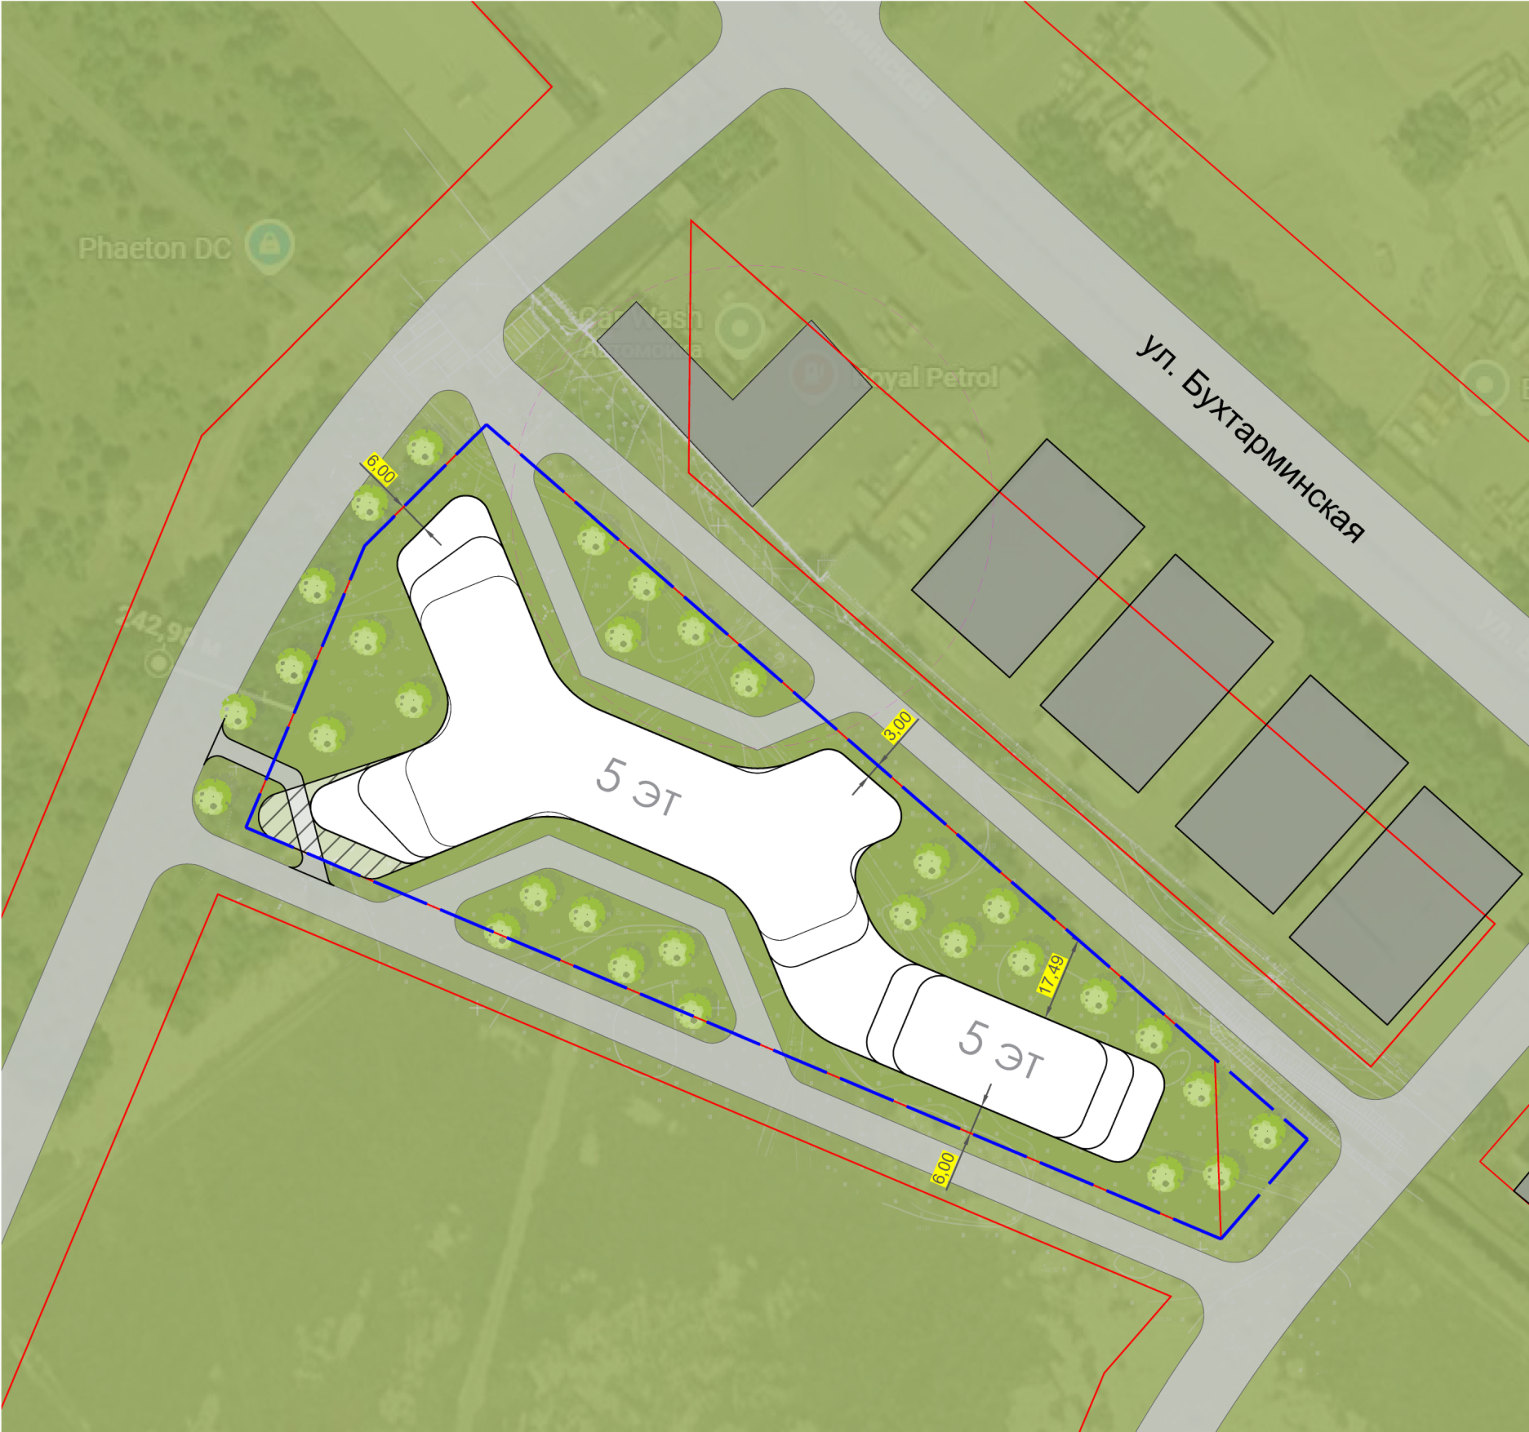 Phaeton DC
Car Wash
Автомойка
Royal Petrol
ул. Бухтарминская
6,00
3,00
5 эт
17,49
5 эт
6,00